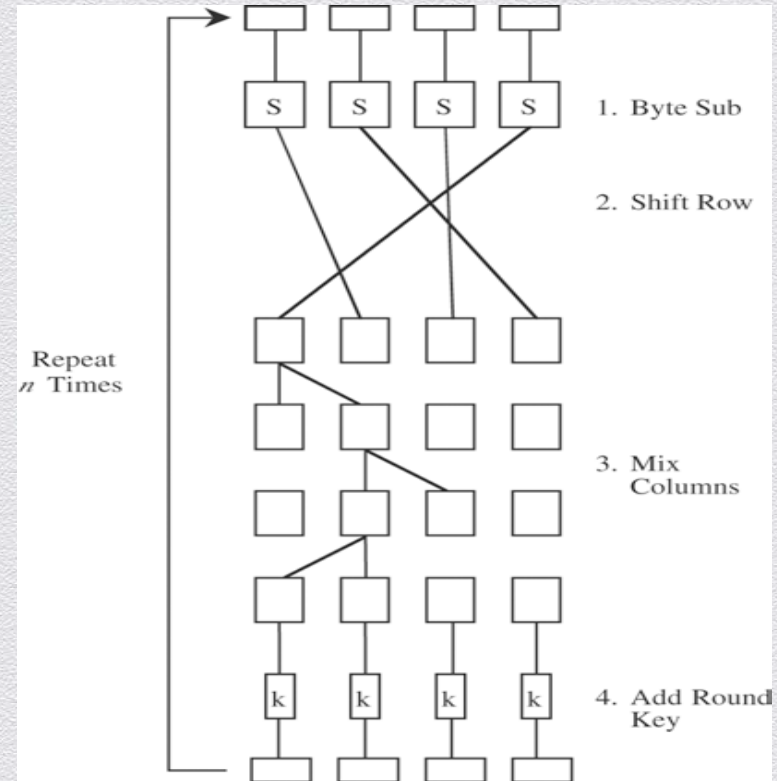 S S S S
1. Byte Sub
2. Shift Row
Repeat
n Times
3. Mix
Columns
k k k k
4. Add Round
Key